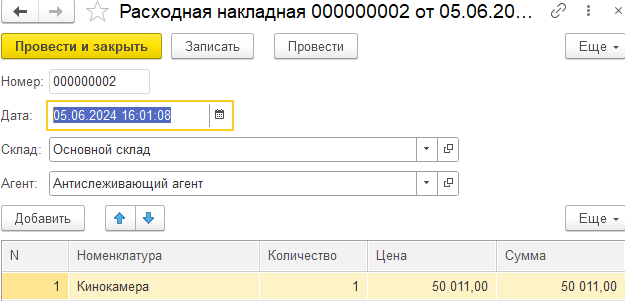 Расходная накладная 000000002 от 05.06.20...
Провести и закрыть Записать Провести Еще
Номер: 000000002
Дата: 05.06.2024 16:01:08
Склад: Основной склад
Агент: Антислеживающий агент
Добавить Еще
N Номенклатура Количество Цена Сумма
1 Кинокамера 1 50 011,00 50 011,00